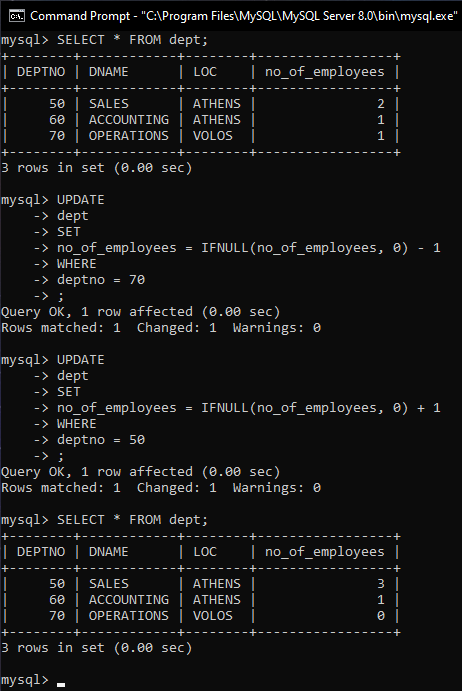 Command Prompt - "C:\Program Files\MySQL\MySQL Server 8.0\bin\mysql.exe"
mysql> SELECT * FROM dept;
+--------+------------+--------+-----------------+
| DEPTNO | DNAME      | LOC    | no_of_employees |
+--------+------------+--------+-----------------+
|     50 | SALES      | ATHENS |               2 |
|     60 | ACCOUNTING | ATHENS |               1 |
|     70 | OPERATIONS | VOLOS  |               1 |
+--------+------------+--------+-----------------+
3 rows in set (0.00 sec)
mysql> UPDATE
    -> dept
    -> SET
    -> no_of_employees = IFNULL(no_of_employees, 0) - 1
    -> WHERE
    -> deptno = 70
    -> ;
Query OK, 1 row affected (0.00 sec)
Rows matched: 1  Changed: 1  Warnings: 0
mysql> UPDATE
    -> dept
    -> SET
    -> no_of_employees = IFNULL(no_of_employees, 0) + 1
    -> WHERE
    -> deptno = 50
    -> ;
Query OK, 1 row affected (0.00 sec)
Rows matched: 1  Changed: 1  Warnings: 0
mysql> SELECT * FROM dept;
+--------+------------+--------+-----------------+
| DEPTNO | DNAME      | LOC    | no_of_employees |
+--------+------------+--------+-----------------+
|     50 | SALES      | ATHENS |               3 |
|     60 | ACCOUNTING | ATHENS |               1 |
|     70 | OPERATIONS | VOLOS  |               0 |
+--------+------------+--------+-----------------+
3 rows in set (0.00 sec)
mysql> _